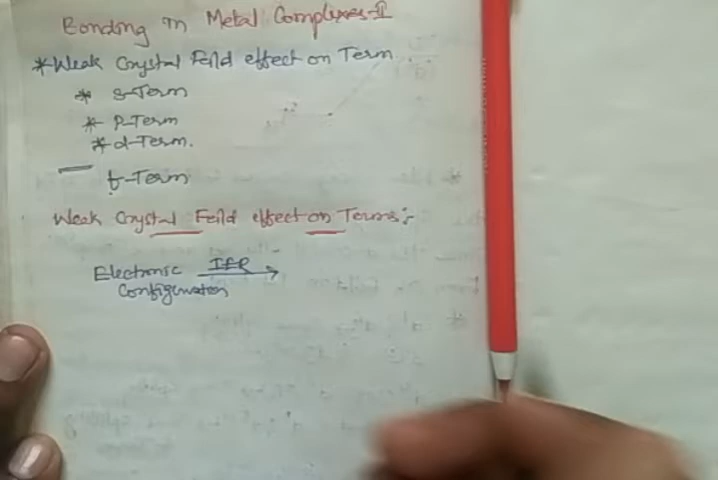 Bonding in Metal Complexes-II
*Weak Crystal Feild effect on Term.
* S-Term
* P-Term
* d-Term.
f-Term
Weak Crystal Feild effect on Terms:-
Electronic IER
Configuration